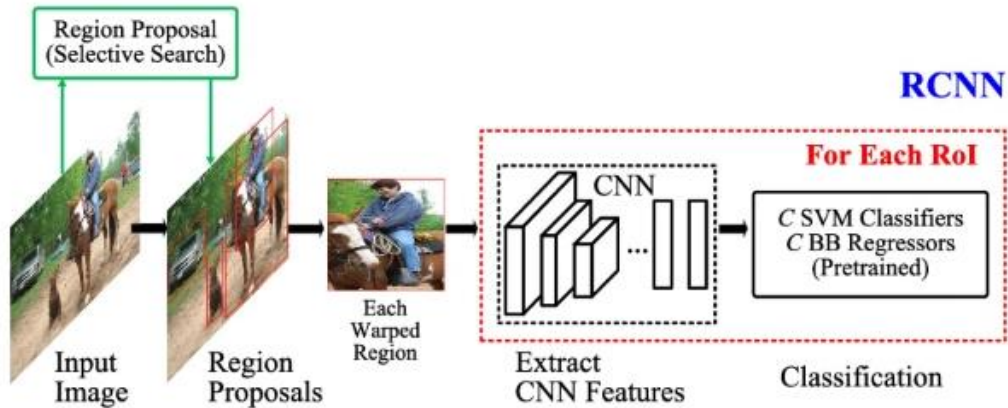 Region Proposal
(Selective Search)
RCNN
For Each RoI
CNN
...
C SVM Classifiers
C BB Regressors
(Pretrained)
Each
Warped
Region
Input
Image
Region
Proposals
Extract
CNN Features
Classification